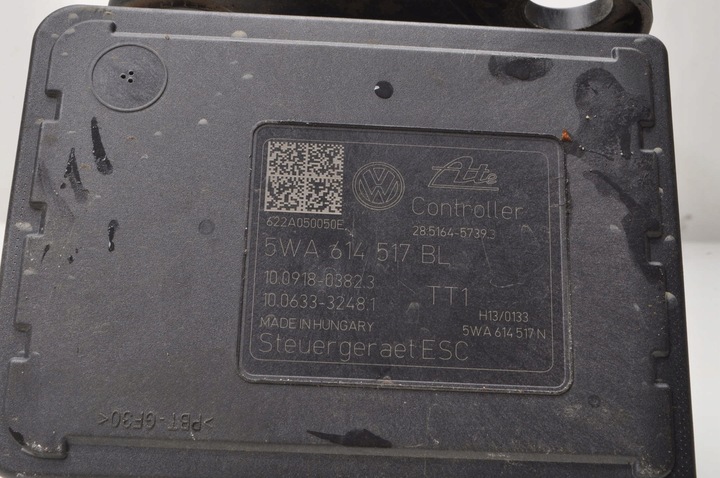 Ate
622A050050E
Controller
28.5164-5739.3
5WA 614 517 BL
10.0918-0382.3
10.0633-3248.1
TT1
H13/0133
MADE IN HUNGARY
5WA 614 517 N
Steuergeraet ESC
>PBT-GF30<